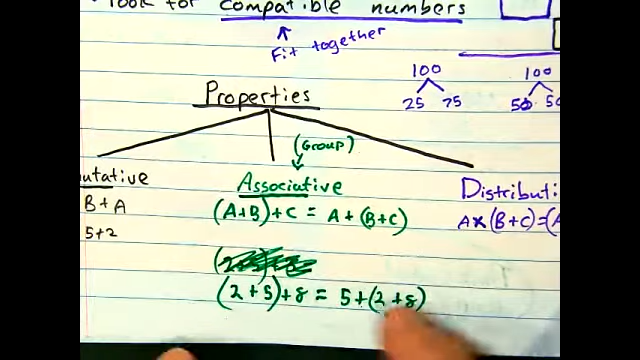 look for compatible numbers
Fit together
100
25 75
100
50 50
Properties
(Group)
utative
B + A
5+2
Associative
(A+B)+C = A+(B+C)
(2+5)+8 = 5+(2+8)
Distributi
A×(B+C)=(A